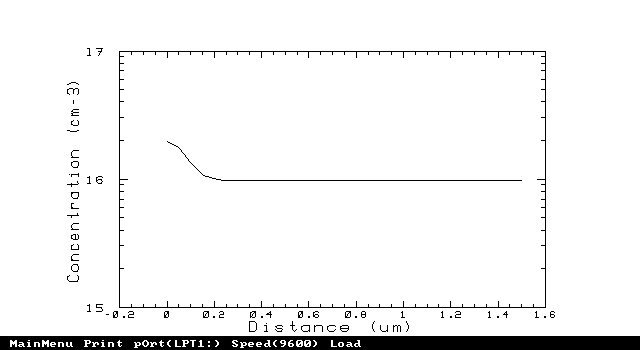 17
Concentration (cm-3)
16
15
-0.2 0 0.2 0.4 0.6 0.8 1 1.2 1.4 1.6
Distance (um)
MainMenu Print pOrt(LPT1:) Speed(9600) Load